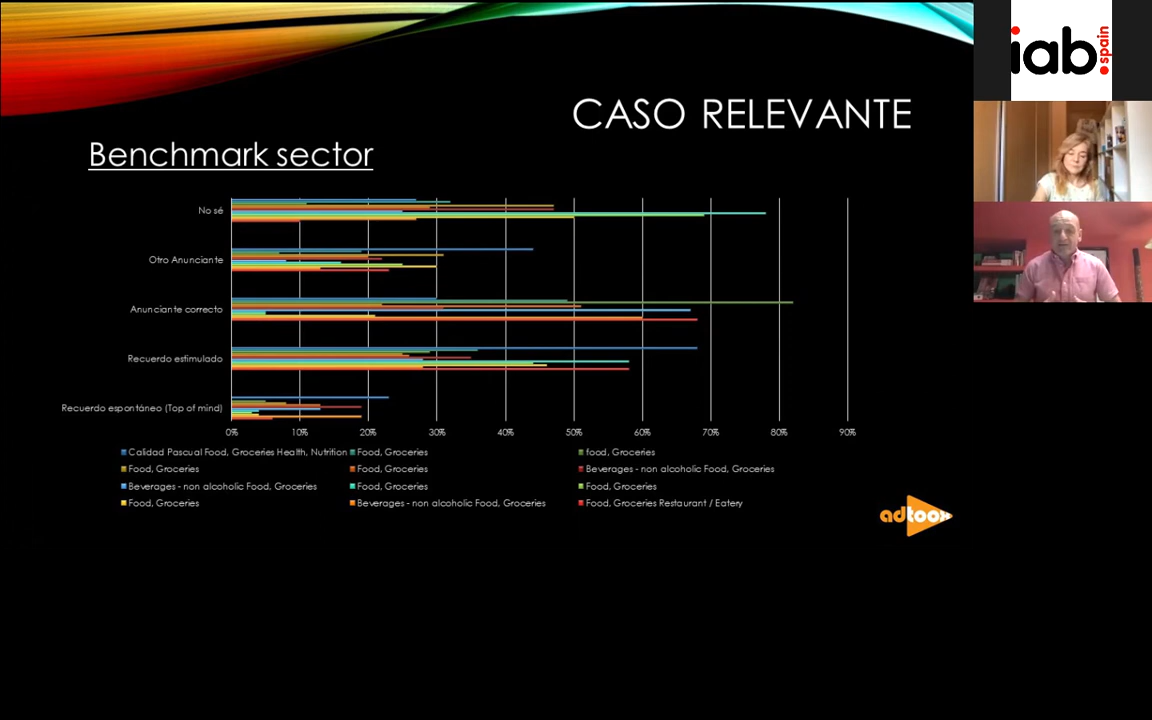 CASO RELEVANTE
Benchmark sector
No sé
Otro Anunciante
Anunciante correcto
Recuerdo estimulado
Recuerdo espontáneo (Top of mind)
0% 10% 20% 30% 40% 50% 60% 70% 80% 90%
Calidad Pascual Food, Groceries Health, Nutrition Food, Groceries food, Groceries
Food, Groceries Food, Groceries Beverages - non alcoholic Food, Groceries
Beverages - non alcoholic Food, Groceries Food, Groceries Food, Groceries
Food, Groceries Beverages - non alcoholic Food, Groceries Food, Groceries Restaurant / Eatery
adtoox
iab.spain